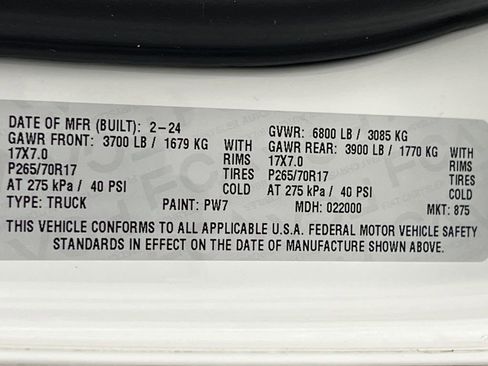 DATE OF MFR (BUILT): 2-24 GVWR: 6800 LB / 3085 KG
GAWR FRONT: 3700 LB / 1679 KG WITH GAWR REAR: 3900 LB / 1770 KG WITH
17X7.0 RIMS 17X7.0 RIMS
P265/70R17 TIRES P265/70R17 TIRES
AT 275 kPa / 40 PSI COLD AT 275 kPa / 40 PSI COLD
TYPE: TRUCK PAINT: PW7 MDH: 022000 MKT: 875
THIS VEHICLE CONFORMS TO ALL APPLICABLE U.S.A. FEDERAL MOTOR VEHICLE SAFETY
STANDARDS IN EFFECT ON THE DATE OF MANUFACTURE SHOWN ABOVE.